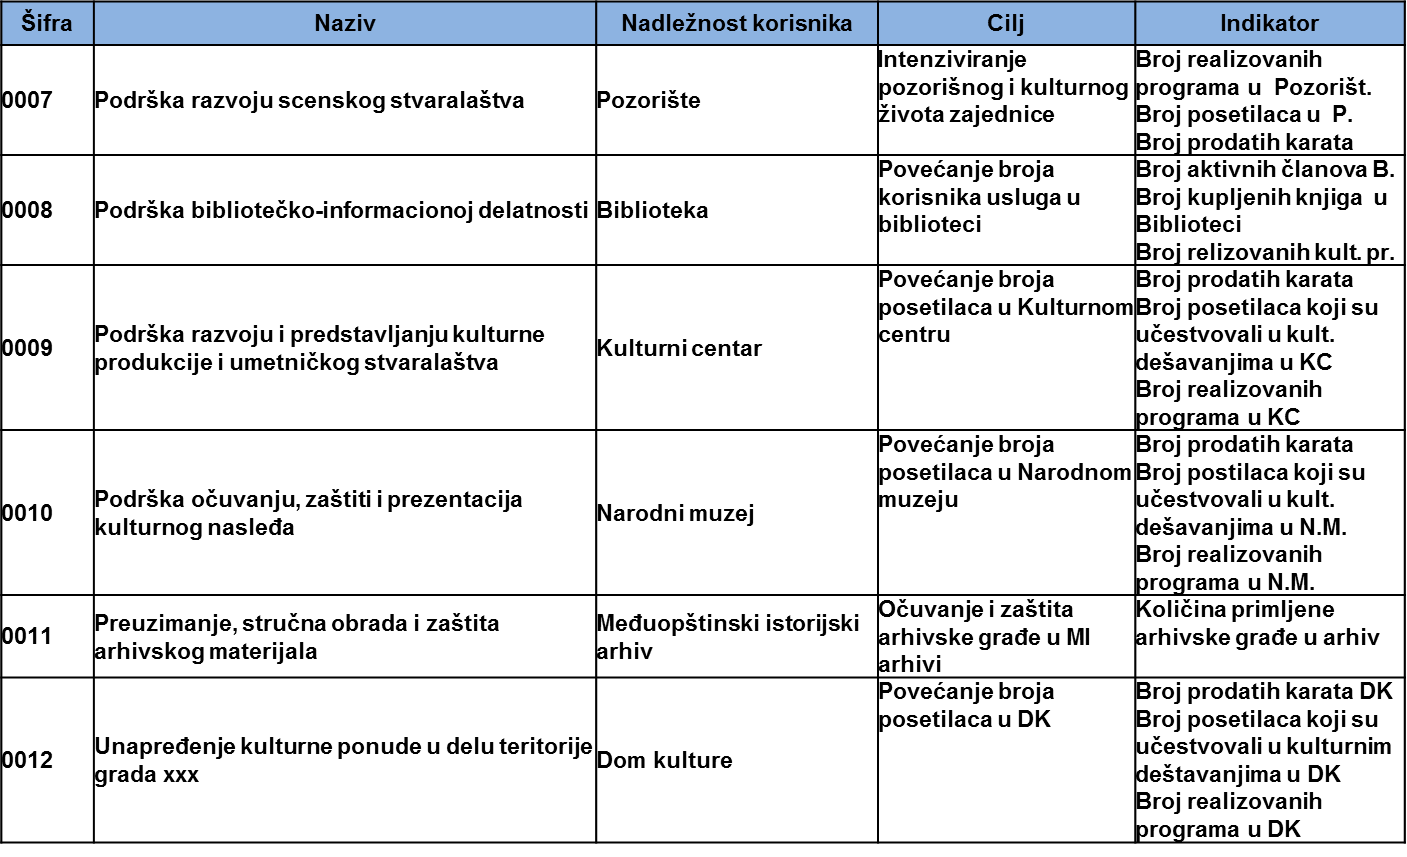 Šifra
Naziv
Nadležnost korisnika
Cilj
Indikator
0007
Podrška razvoju scenskog stvaralaštva
Pozorište
Intenziviranje
pozorišnog i kulturnog
života zajednice
Broj realizovanih
programa u Pozorišt.
Broj posetilaca u P.
Broj prodatih karata
0008
Podrška bibliotečko-informacionoj delatnosti
Biblioteka
Povećanje broja
korisnika usluga u
biblioteci
Broj aktivnih članova B.
Broj kupljenih knjiga u
Biblioteci
Broj relizovanih kult. pr.
0009
Podrška razvoju i predstavljanju kulturne
produkcije i umetničkog stvaralaštva
Kulturni centar
Povećanje broja
posetilaca u Kulturnom
centru
Broj prodatih karata
Broj posetilaca koji su
učestvovali u kult.
dešavanjima u KC
Broj realizovanih
programa u KC
0010
Podrška očuvanju, zaštiti i prezentacija
kulturnog nasleđa
Narodni muzej
Povećanje broja
posetilaca u Narodnom
muzeju
Broj prodatih karata
Broj postilaca koji su
učestvovali u kult.
dešavanjima u N.M.
Broj realizovanih
programa u N.M.
0011
Preuzimanje, stručna obrada i zaštita
arhivskog materijala
Međuopštinski istorijski
arhiv
Očuvanje i zaštita
arhivske građe u MI
arhivi
Količina primljene
arhivske građe u arhiv
0012
Unapređenje kulturne ponude u delu teritorije
grada xxx
Dom kulture
Povećanje broja
posetilaca u DK
Broj prodatih karata DK
Broj posetilaca koji su
učestvovali u kulturnim
deštavanjima u DK
Broj realizovanih
programa u DK